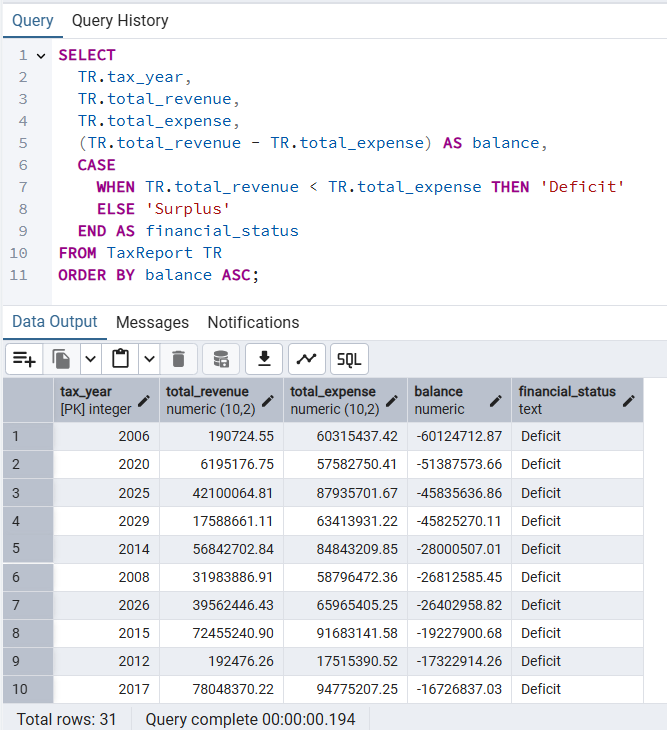 Query Query History
1 SELECT
2 TR.tax_year,
3 TR.total_revenue,
4 TR.total_expense,
5 (TR.total_revenue - TR.total_expense) AS balance,
6 CASE
7 WHEN TR.total_revenue < TR.total_expense THEN 'Deficit'
8 ELSE 'Surplus'
9 END AS financial_status
10 FROM TaxReport TR
11 ORDER BY balance ASC;
Data Output Messages Notifications
SQL
tax_year total_revenue total_expense balance financial_status
[PK] integer numeric (10,2) numeric (10,2) numeric text
1 2006 190724.55 60315437.42 -60124712.87 Deficit
2 2020 6195176.75 57582750.41 -51387573.66 Deficit
3 2025 42100064.81 87935701.67 -45835636.86 Deficit
4 2029 17588661.11 63413931.22 -45825270.11 Deficit
5 2014 56842702.84 84843209.85 -28000507.01 Deficit
6 2008 31983886.91 58796472.36 -26812585.45 Deficit
7 2026 39562446.43 65965405.25 -26402958.82 Deficit
8 2015 72455240.90 91683141.58 -19227900.68 Deficit
9 2012 192476.26 17515390.52 -17322914.26 Deficit
10 2017 78048370.22 94775207.25 -16726837.03 Deficit
Total rows: 31 Query complete 00:00:00.194